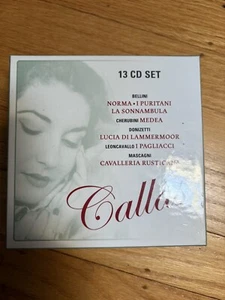 13 CD SET
BELLINI
NORMA • I PURITANI
LA SONNAMBULA
CHERUBINI MEDEA
DONIZETTI
LUCIA DI LAMMERMOOR
LEONCAVALLO I PAGLIACCI
MASCAGNI
CAVALLERIA RUSTICANA
Callas